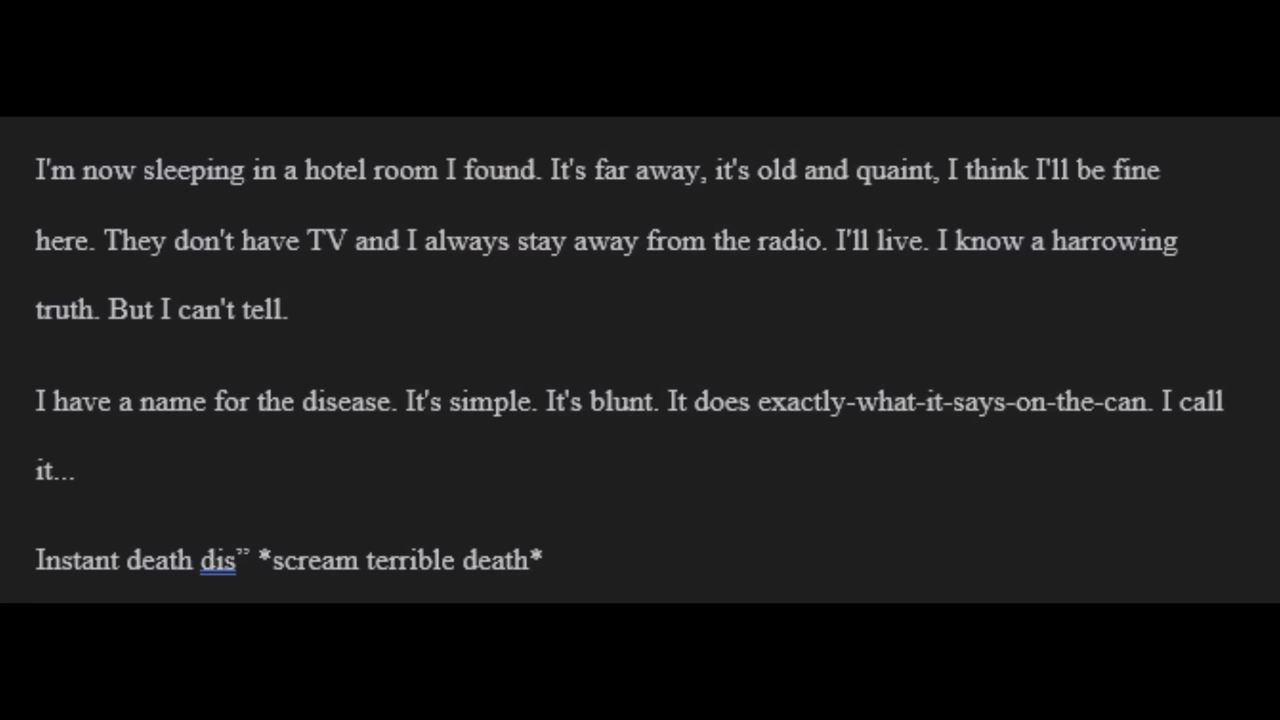 I'm now sleeping in a hotel room I found. It's far away, it's old and quaint, I think I'll be fine
here. They don't have TV and I always stay away from the radio. I'll live. I know a harrowing
truth. But I can't tell.
I have a name for the disease. It's simple. It's blunt. It does exactly-what-it-says-on-the-can. I call
it...
Instant death dis” *scream terrible death*